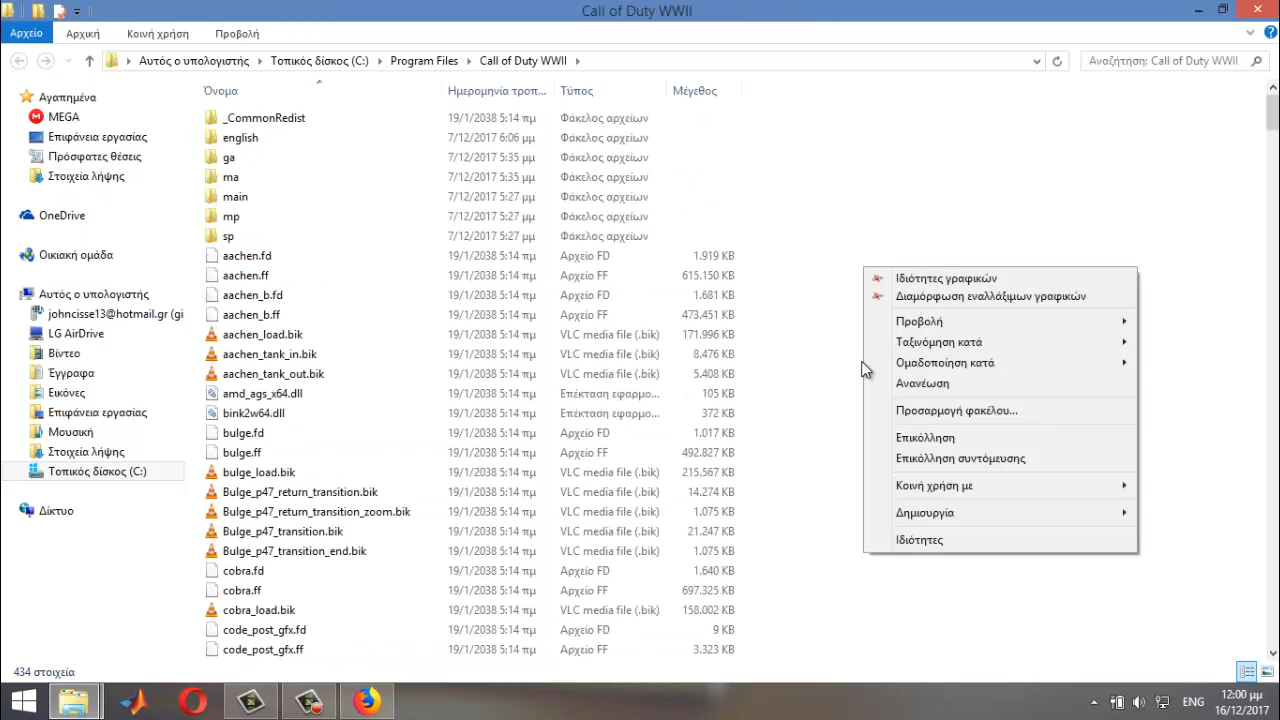 Call of Duty WWII
Αρχείο Αρχική Κοινή χρήση Προβολή
Αυτός ο υπολογιστής Τοπικός δίσκος (C:) Program Files Call of Duty WWII Αναζήτηση: Call of Duty WWII
Όνομα Ημερομηνία τροπ... Τύπος Μέγεθος
Αγαπημένα
MEGA
Επιφάνεια εργασίας
Πρόσφατες θέσεις
Στοιχεία λήψης
OneDrive
Οικιακή ομάδα
Αυτός ο υπολογιστής
johncisse13@hotmail.gr (gi
LG AirDrive
Βίντεο
Έγγραφα
Εικόνες
Επιφάνεια εργασίας
Μουσική
Στοιχεία λήψης
Τοπικός δίσκος (C:)
Δίκτυο
_CommonRedist 19/1/2038 5:14 πμ Φάκελος αρχείων
english 7/12/2017 6:06 μμ Φάκελος αρχείων
ga 7/12/2017 5:35 μμ Φάκελος αρχείων
ma 7/12/2017 5:35 μμ Φάκελος αρχείων
main 7/12/2017 5:27 μμ Φάκελος αρχείων
mp 7/12/2017 5:27 μμ Φάκελος αρχείων
sp 7/12/2017 5:27 μμ Φάκελος αρχείων
aachen.fd 19/1/2038 5:14 πμ Αρχείο FD 1.919 KB
aachen.ff 19/1/2038 5:14 πμ Αρχείο FF 615.150 KB
aachen_b.fd 19/1/2038 5:14 πμ Αρχείο FD 1.681 KB
aachen_b.ff 19/1/2038 5:14 πμ Αρχείο FF 473.451 KB
aachen_load.bik 19/1/2038 5:14 πμ VLC media file (.bik) 171.996 KB
aachen_tank_in.bik 19/1/2038 5:14 πμ VLC media file (.bik) 8.476 KB
aachen_tank_out.bik 19/1/2038 5:14 πμ VLC media file (.bik) 5.408 KB
amd_ags_x64.dll 19/1/2038 5:14 πμ Επέκταση εφαρμο... 105 KB
bink2w64.dll 19/1/2038 5:14 πμ Επέκταση εφαρμο... 372 KB
bulge.fd 19/1/2038 5:14 πμ Αρχείο FD 1.017 KB
bulge.ff 19/1/2038 5:14 πμ Αρχείο FF 492.827 KB
bulge_load.bik 19/1/2038 5:14 πμ VLC media file (.bik) 215.567 KB
Bulge_p47_return_transition.bik 19/1/2038 5:14 πμ VLC media file (.bik) 14.274 KB
Bulge_p47_return_transition_zoom.bik 19/1/2038 5:14 πμ VLC media file (.bik) 1.075 KB
Bulge_p47_transition.bik 19/1/2038 5:14 πμ VLC media file (.bik) 21.247 KB
Bulge_p47_transition_end.bik 19/1/2038 5:14 πμ VLC media file (.bik) 1.075 KB
cobra.fd 19/1/2038 5:14 πμ Αρχείο FD 1.640 KB
cobra.ff 19/1/2038 5:14 πμ Αρχείο FF 697.325 KB
cobra_load.bik 19/1/2038 5:14 πμ VLC media file (.bik) 158.002 KB
code_post_gfx.fd 19/1/2038 5:14 πμ Αρχείο FD 9 KB
code_post_gfx.ff 19/1/2038 5:14 πμ Αρχείο FF 3.323 KB
Ιδιότητες γραφικών
Διαμόρφωση εναλλάξιμων γραφικών
Προβολή
Ταξινόμηση κατά
Ομαδοποίηση κατά
Ανανέωση
Προσαρμογή φακέλου...
Επικόλληση
Επικόλληση συντόμευσης
Κοινή χρήση με
Δημιουργία
Ιδιότητες
434 στοιχεία
ENG 12:00 μμ
16/12/2017